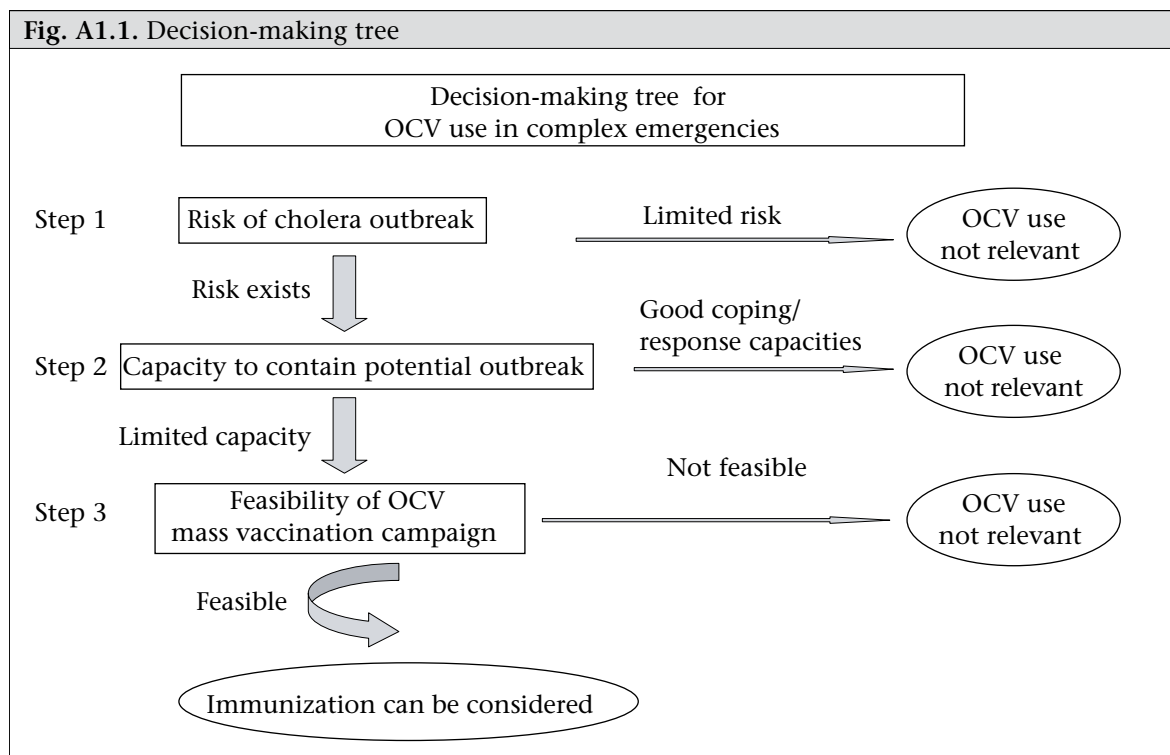 Fig. A1.1. Decision-making tree
Decision-making tree for
OCV use in complex emergencies
Step 1
Risk of cholera outbreak
Limited risk
OCV use
not relevant
Risk exists
Good coping/
response capacities
Step 2
Capacity to contain potential outbreak
OCV use
not relevant
Limited capacity
Not feasible
Step 3
Feasibility of OCV
mass vaccination campaign
OCV use
not relevant
Feasible
Immunization can be considered